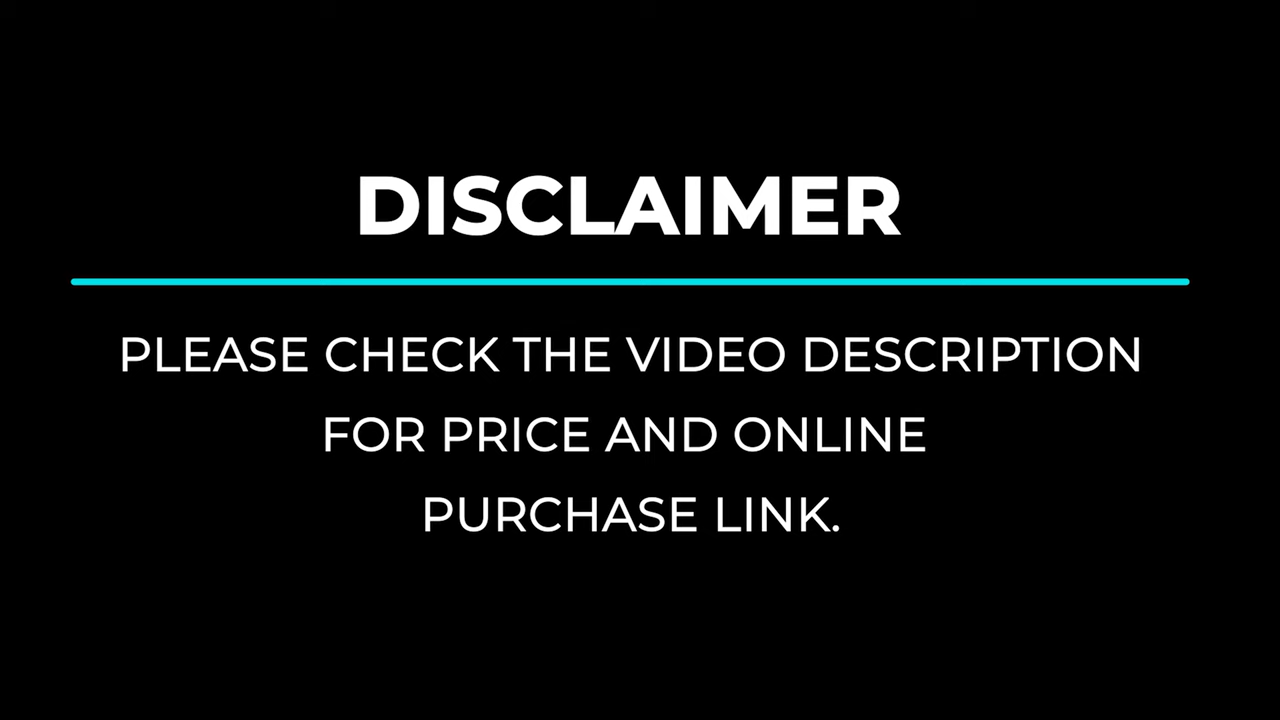 DISCLAIMER
PLEASE CHECK THE VIDEO DESCRIPTION
FOR PRICE AND ONLINE
PURCHASE LINK.